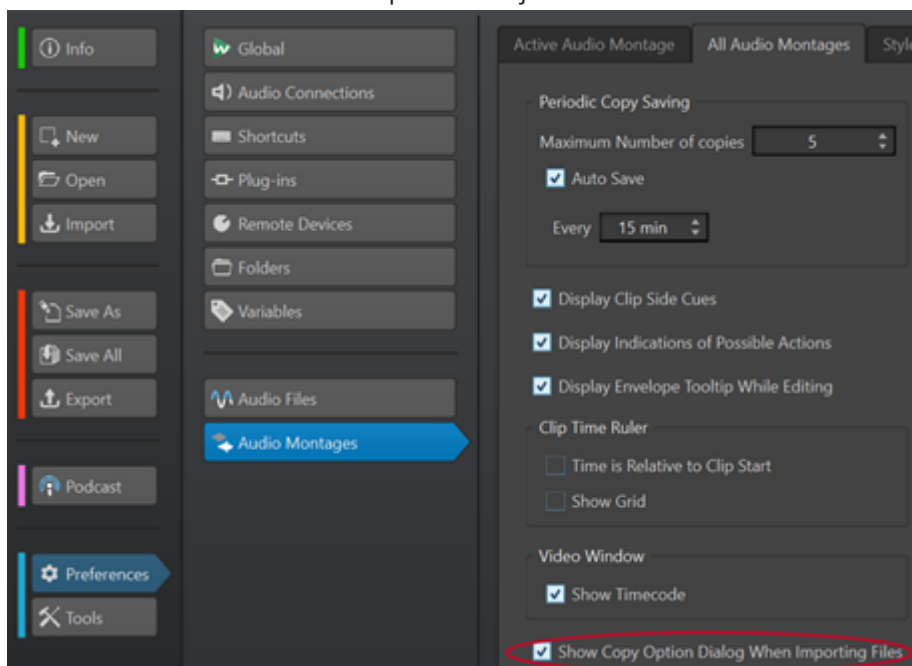 Info
New
Open
Import
Save As
Save All
Export
Podcast
Preferences
Tools
Global
Audio Connections
Shortcuts
Plug-ins
Remote Devices
Folders
Variables
Audio Files
Audio Montages
Active Audio Montage All Audio Montages Style
Periodic Copy Saving
Maximum Number of copies 5
Auto Save
Every 15 min
Display Clip Side Cues
Display Indications of Possible Actions
Display Envelope Tooltip While Editing
Clip Time Ruler
Time is Relative to Clip Start
Show Grid
Video Window
Show Timecode
Show Copy Option Dialog When Importing Files